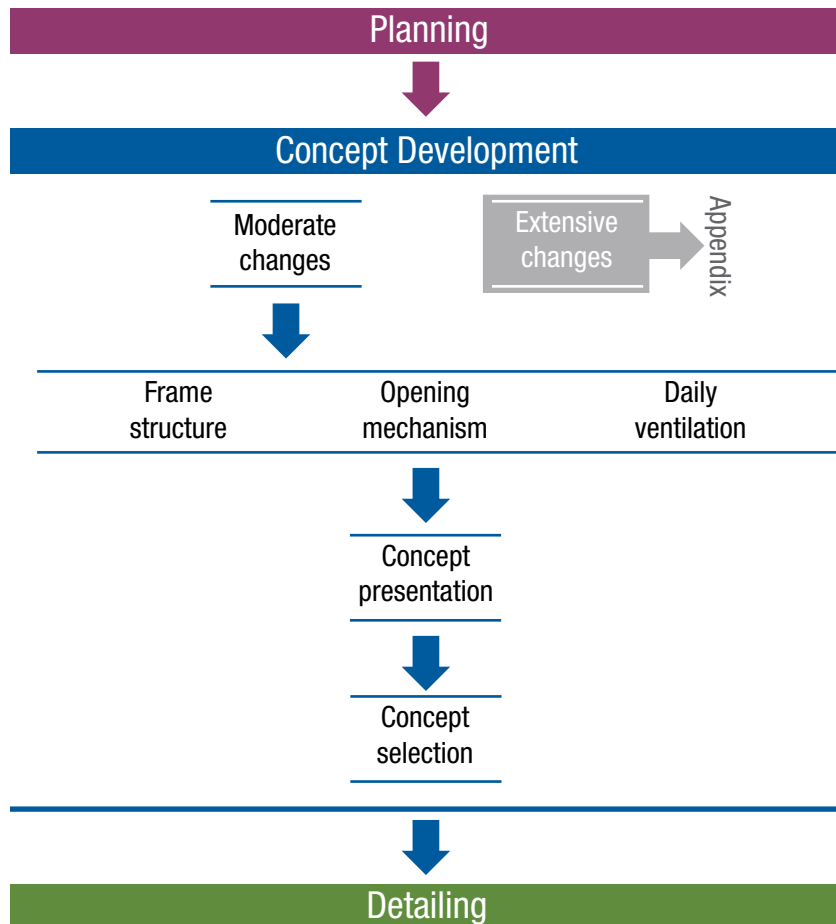 Planning
Concept Development
Moderate
changes
Extensive
changes
Appendix
Frame
structure
Opening
mechanism
Daily
ventilation
Concept
presentation
Concept
selection
Detailing